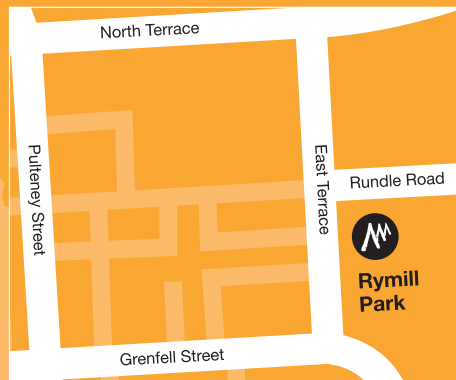 North Terrace
Pulteney Street
East Terrace
Rundle Road
Rymill
Park
Grenfell Street